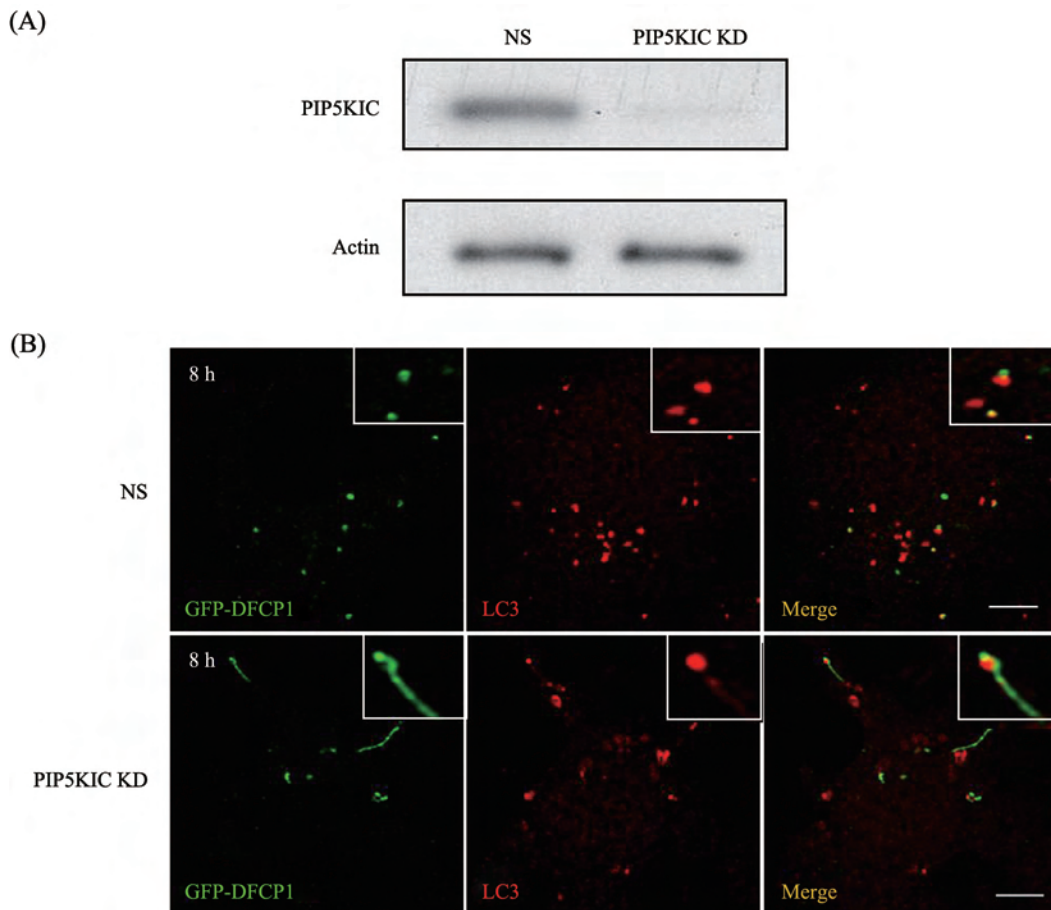 (A)
NS PIP5KIC KD
PIP5KIC
Actin
(B)
8 h
NS
GFP-DFCP1 LC3 Merge
8 h
PIP5KIC KD
GFP-DFCP1 LC3 Merge